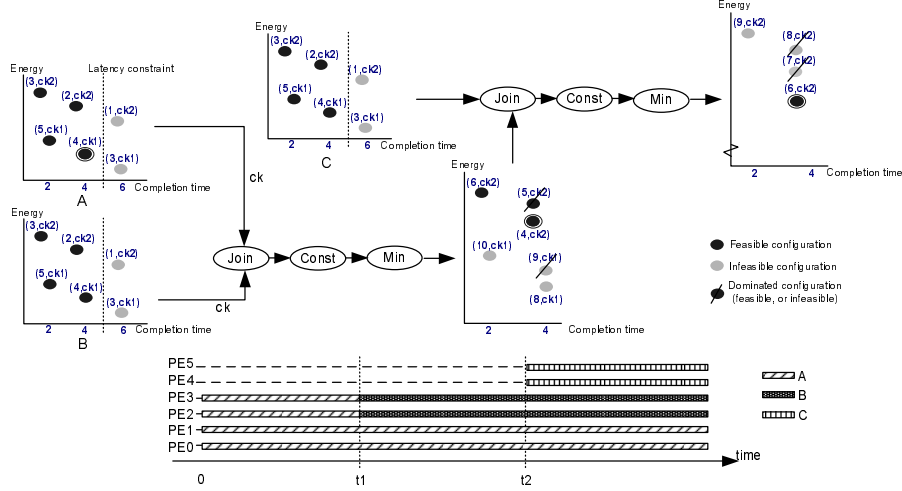 Energy
Latency constraint
(3,ck2)
(2,ck2)
(1,ck2)
(5,ck1)
(4,ck1)
(3,ck1)
2 4 6 Completion time
A
Energy
(3,ck2)
(2,ck2)
(1,ck2)
(5,ck1)
(4,ck1)
(3,ck1)
2 4 6 Completion time
B
ck
ck
Join
Const
Min
Energy
(3,ck2)
(2,ck2)
(1,ck2)
(5,ck1)
(4,ck1)
(3,ck1)
2 4 6 Completion time
C
Energy
(6,ck2)
(5,ck2)
(4,ck2)
(10,ck1)
(9,ck1)
(8,ck1)
2 4 Completion time
Join
Const
Min
Energy
(9,ck2)
(8,ck2)
(7,ck2)
(6,ck2)
2 4
Completion time
Feasible configuration
Infeasible configuration
Dominated configuration
(feasible, or infeasible)
PE5
PE4
PE3
PE2
PE1
PE0
0 t1 t2
time
A
B
C